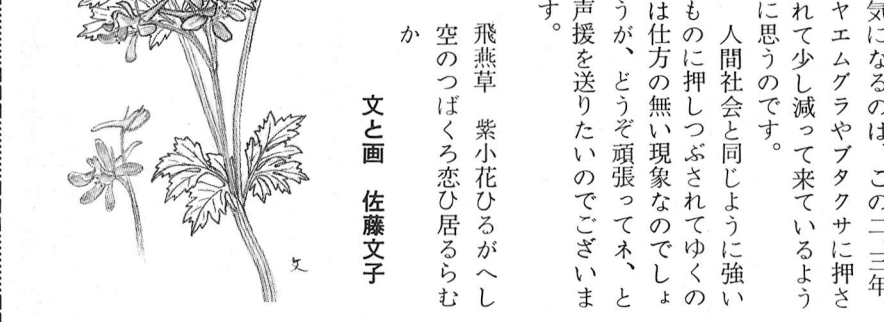 気になるのは、この二、三年
ヤエムグラやブタクサに押さ
れて少し減って来ているよう
に思うのです。
人間社会と同じように強い
ものに押しつぶされてゆくの
は仕方の無い現象なのでしょ
うが、どうぞ頑張ってネ、と
声援を送りたいのでございま
す。
飛燕草　紫小花ひるがへし
空のつばくろ恋ひ居るらむ
か
文と画　佐藤文子
文